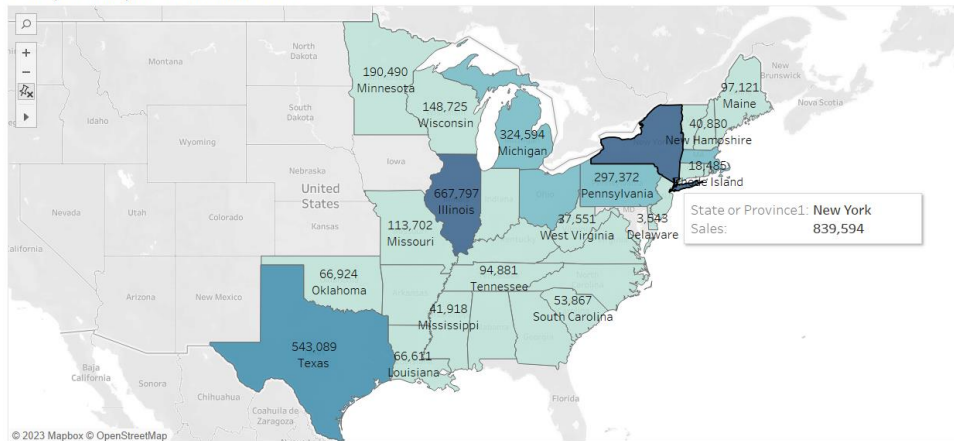 North
Dakota
Montana
190,490
Minnesota
New
Brunswick
97,121
Maine
Nova Scotia
South
Dakota
148,725
Wisconsin
40,830
New Hampshire
Idaho
Wyoming
324,594
Michigan
18,485
Rhode Island
Iowa
Nebraska
297,372
Pennsylvania
United
States
667,797
Illinois
Nevada
Utah
Colorado
Kansas
State or Province1: New York
Sales: 839,594
37,551
West Virginia
3,543
Delaware
MD
113,702
Missouri
California
66,924
Oklahoma
94,881
Tennessee
Arizona
New Mexico
53,867
South Carolina
41,918
Mississippi
543,089
Texas
66,611
Louisiana
Baja
California
Sonora
Chihuahua
Coahuila de
Zaragoza
Florida
© 2023 Mapbox © OpenStreetMap